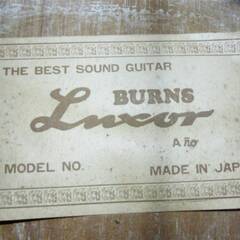 THE BEST SOUND GUITAR
BURNS
Luxor
Año
MODEL NO.
MADE IN JAP